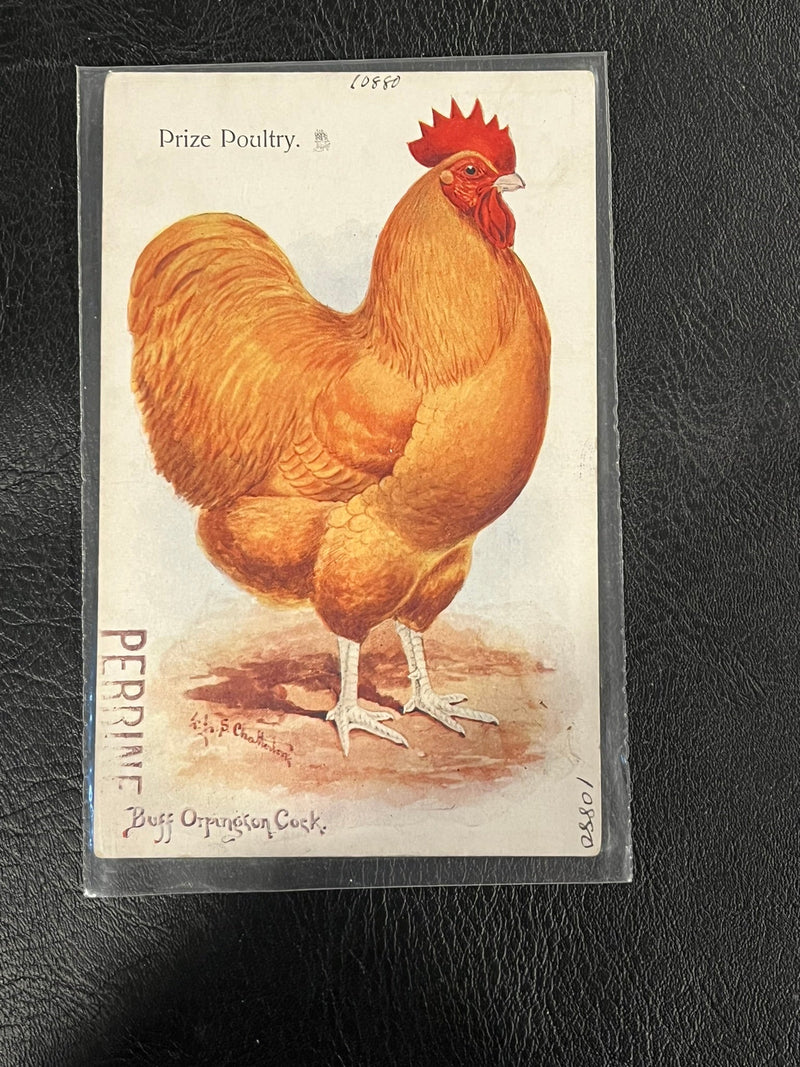 10880
Prize Poultry.
PERRINE
Buff Orpington Cock.
10880